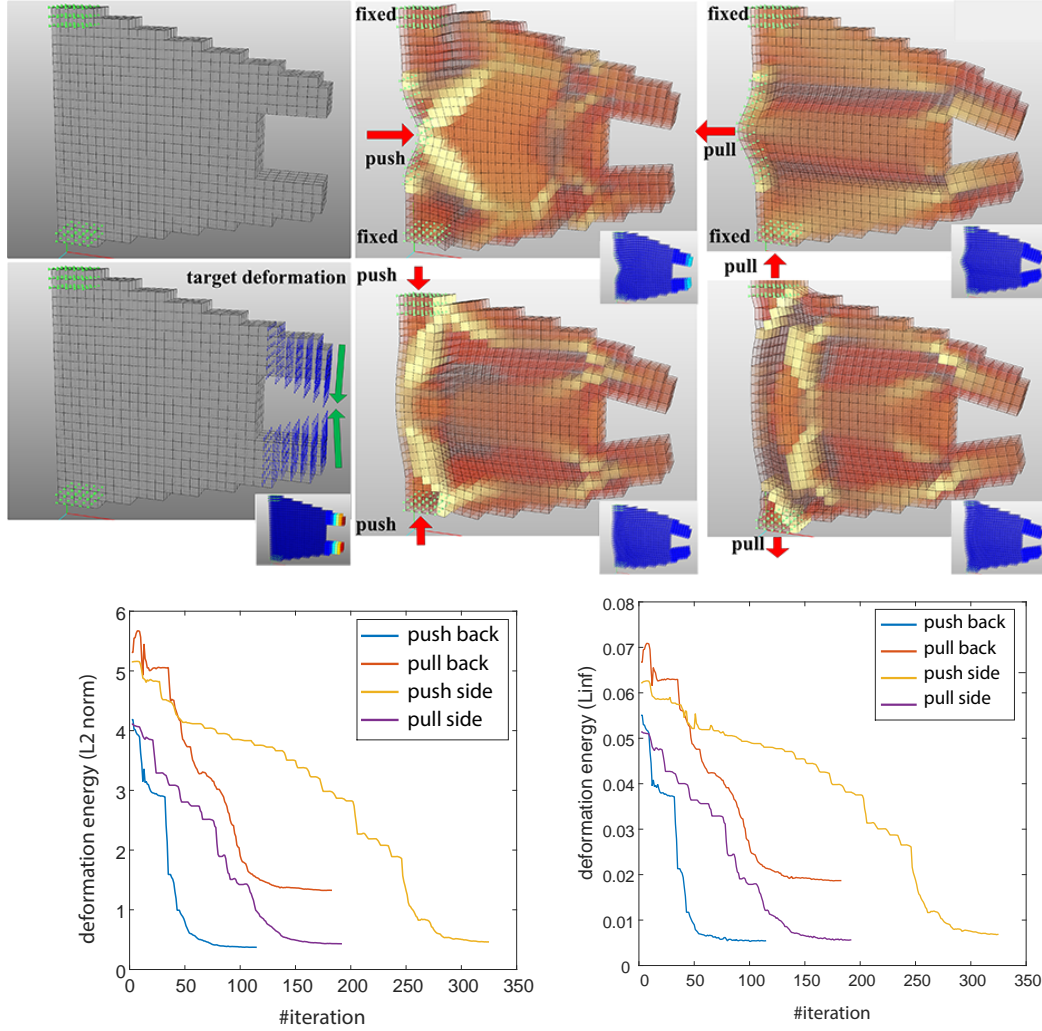 fixed
fixed
push
pull
fixed
fixed
target deformation
push
pull
push
pull
6
5
4
3
2
1
0
0
50
100
150
200
250
300
350
deformation energy (L2 norm)
#iteration
push back
pull back
push side
pull side
0.08
0.07
0.06
0.05
0.04
0.03
0.02
0.01
0
0
50
100
150
200
250
300
350
deformation energy (Linf)
#iteration
push back
pull back
push side
pull side